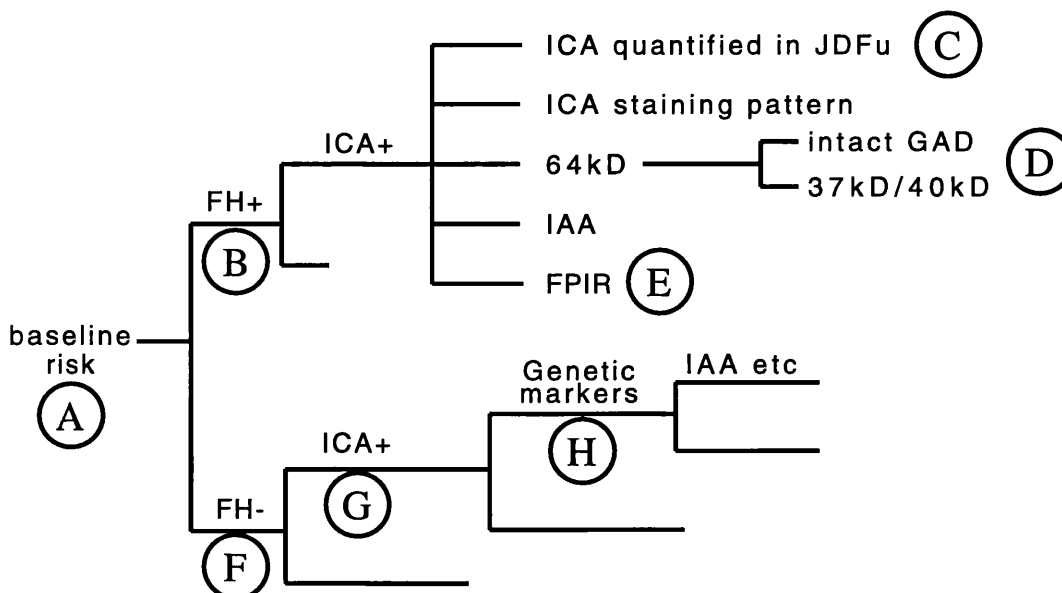 ICA quantified in JDFu C
ICA staining pattern
ICA+
64kD
intact GAD
37kD/40kD
D
FH+
B
IAA
FPIR E
baseline
risk
A
Genetic
markers
H
IAA etc
ICA+
G
FH-
F